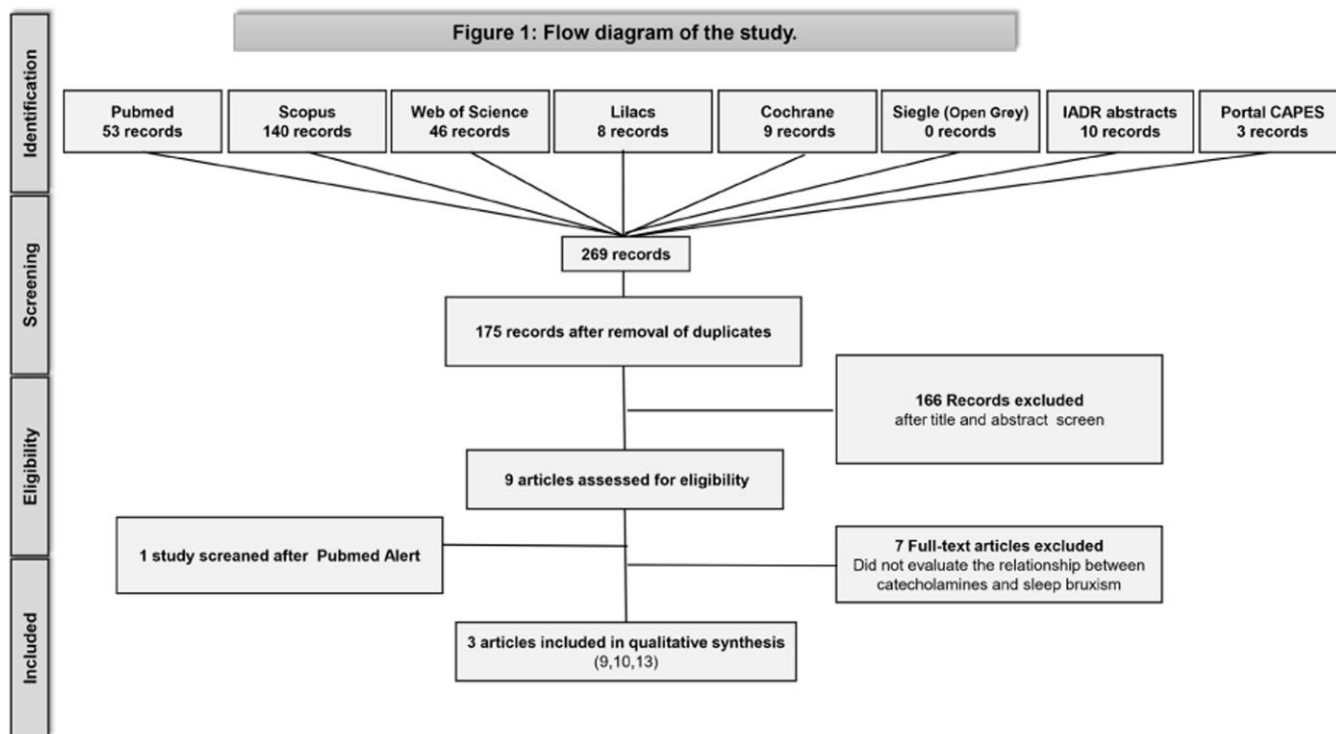 Figure 1: Flow diagram of the study.
Identification
Pubmed
53 records
Scopus
140 records
Web of Science
46 records
Lilacs
8 records
Cochrane
9 records
Siegle (Open Grey)
0 records
IADR abstracts
10 records
Portal CAPES
3 records
Screening
269 records
175 records after removal of duplicates
166 Records excluded
after title and abstract screen
Eligibility
9 articles assessed for eligibility
1 study screaned after Pubmed Alert
7 Full-text articles excluded
Did not evaluate the relationship between
catecholamines and sleep bruxism
Included
3 articles included in qualitative synthesis
(9,10,13)